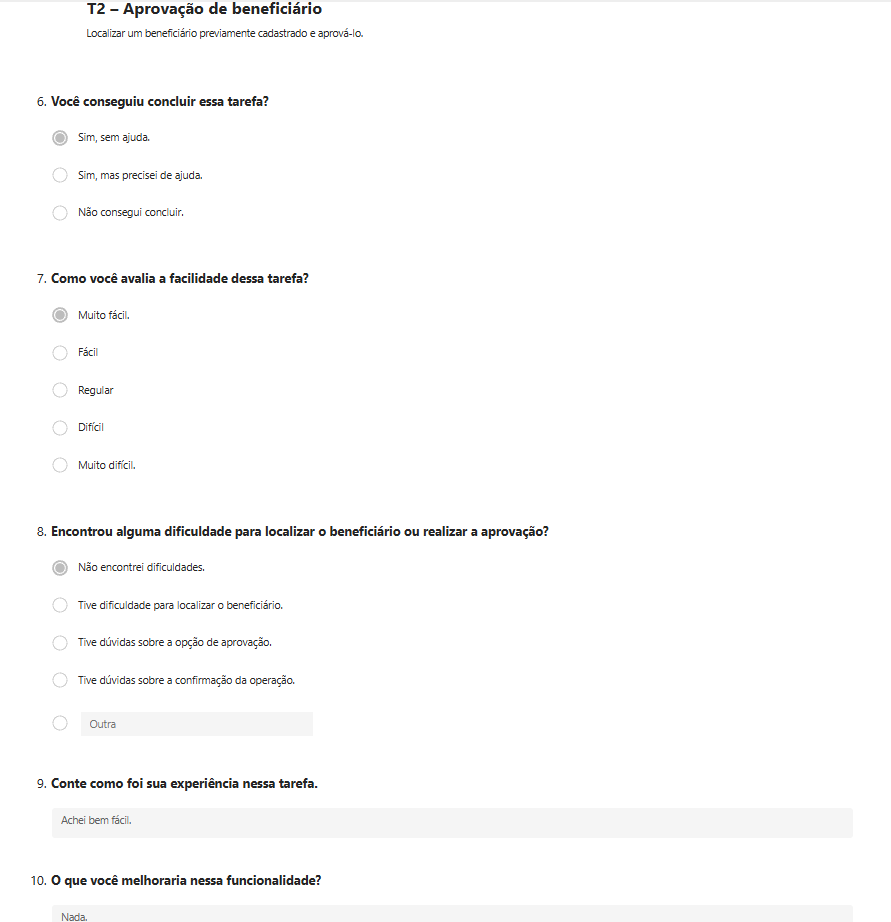 T2 – Aprovação de beneficiário
Localizar um beneficiário previamente cadastrado e aprová-lo.
6. Você conseguiu concluir essa tarefa?
Sim, sem ajuda.
Sim, mas precisei de ajuda.
Não consegui concluir.
7. Como você avalia a facilidade dessa tarefa?
Muito fácil.
Fácil
Regular
Difícil
Muito difícil.
8. Encontrou alguma dificuldade para localizar o beneficiário ou realizar a aprovação?
Não encontrei dificuldades.
Tive dificuldade para localizar o beneficiário.
Tive dúvidas sobre a opção de aprovação.
Tive dúvidas sobre a confirmação da operação.
Outra
9. Conte como foi sua experiência nessa tarefa.
Achei bem fácil.
10. O que você melhoraria nessa funcionalidade?
Nada.